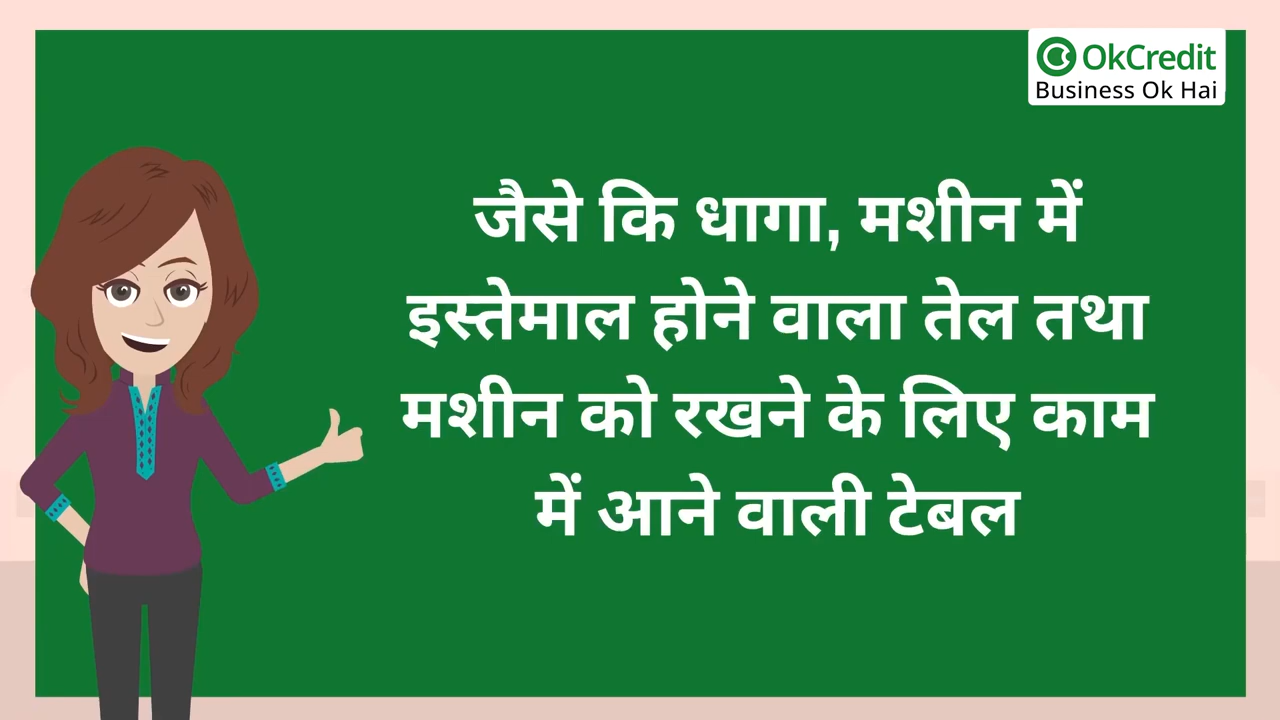 OkCredit
Business Ok Hai
जैसे कि धागा, मशीन में
इस्तेमाल होने वाला तेल तथा
मशीन को रखने के लिए काम
में आने वाली टेबल